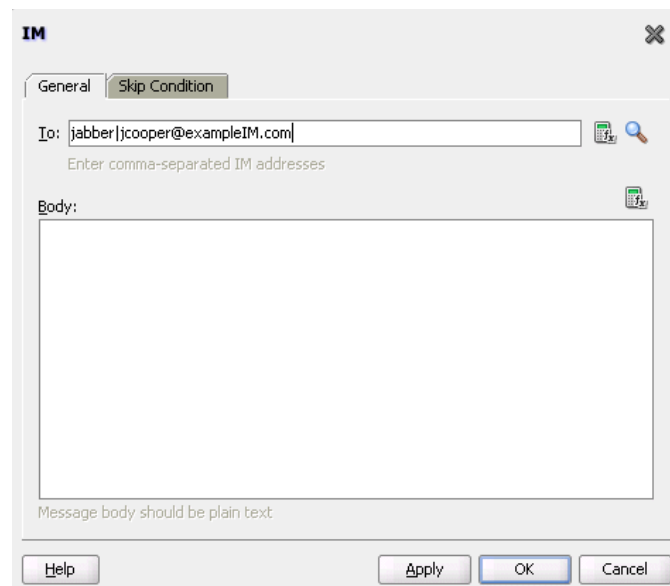 IM
General Skip Condition
To: jabber|jcooper@exampleIM.com
Enter comma-separated IM addresses
Body:
Message body should be plain text
Help Apply OK Cancel